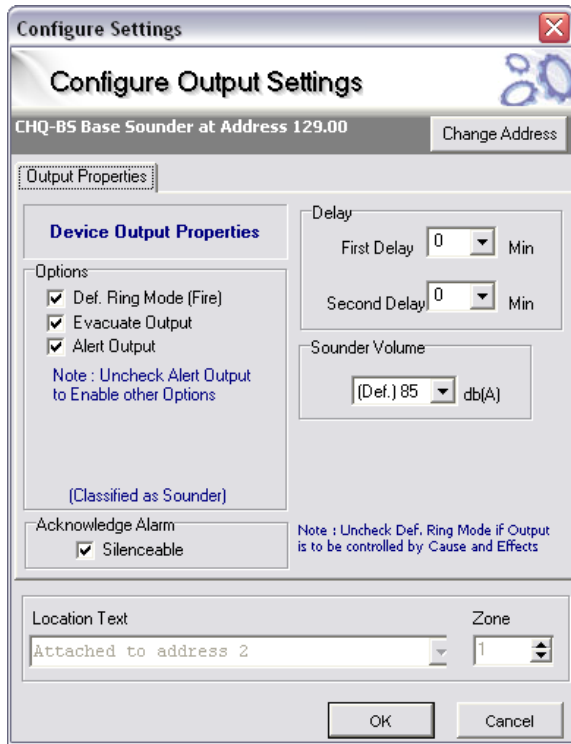 Configure Settings
Configure Output Settings
CHQ-BS Base Sounder at Address 129.00
Change Address
Output Properties
Device Output Properties
Options
Def. Ring Mode (Fire)
Evacuate Output
Alert Output
Note : Uncheck Alert Output
to Enable other Options
(Classified as Sounder)
Acknowledge Alarm
Silenceable
Delay
First Delay 0 Min
Second Delay 0 Min
Sounder Volume
(Def.) 85 db(A)
Note : Uncheck Def. Ring Mode if Output
is to be controlled by Cause and Effects
Location Text
Attached to address 2
Zone
1
OK
Cancel